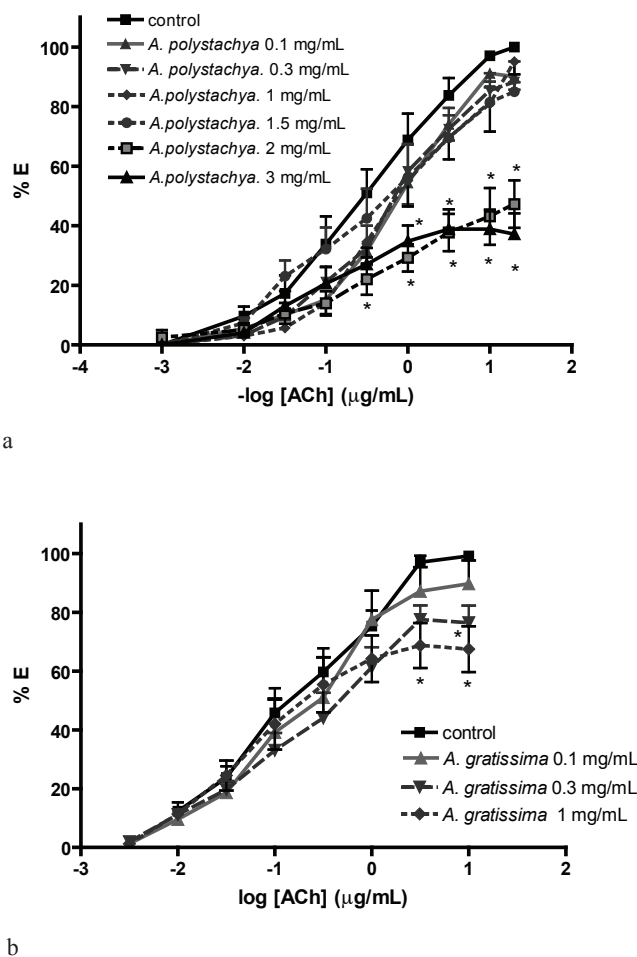 control
A. polystachya 0.1 mg/mL
A. polystachya. 0.3 mg/mL
A.polystachya. 1 mg/mL
A.polystachya. 1.5 mg/mL
A.polystachya. 2 mg/mL
A.polystachya. 3 mg/mL
100
80
60
40
20
0
% E
* * * * * * * * *
-4 -3 -2 -1 0 1 2
-log [ACh] (μg/mL)
a
100
80
60
40
20
0
% E
* * *
control
A. gratissima 0.1 mg/mL
A. gratissima 0.3 mg/mL
A. gratissima 1 mg/mL
-3 -2 -1 0 1 2
log [ACh] (μg/mL)
b